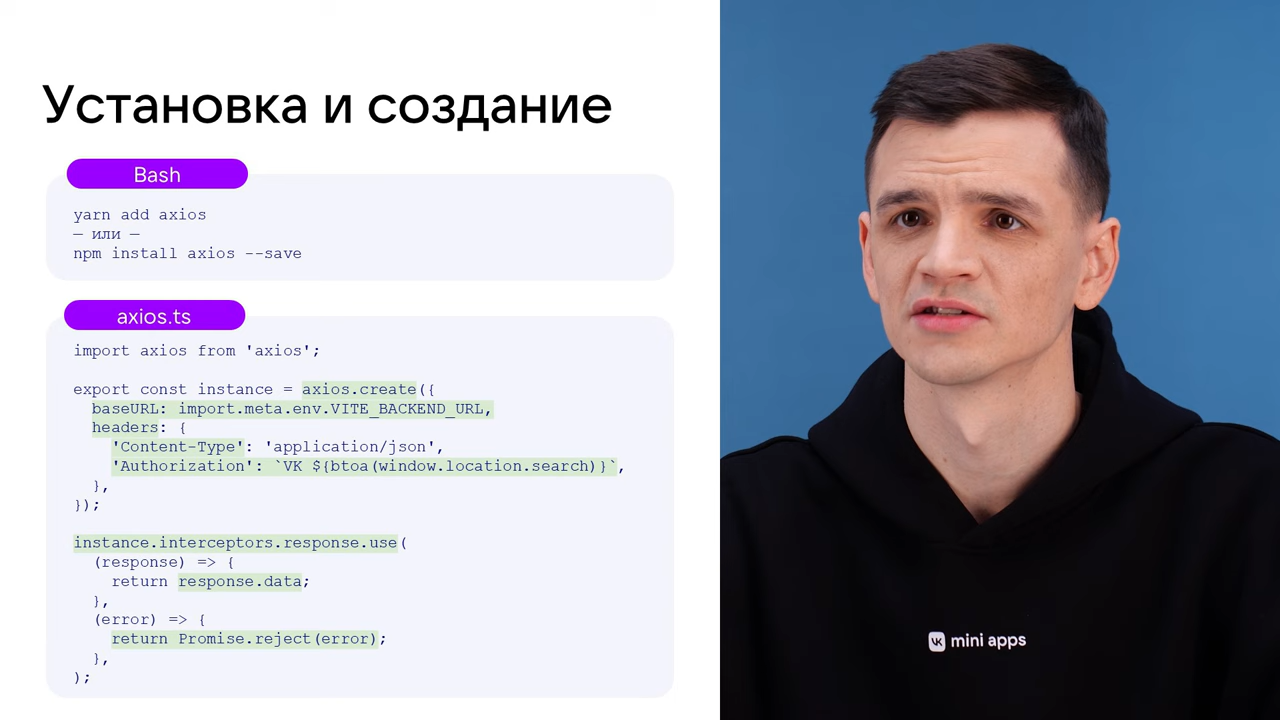 Установка и создание
Bash
yarn add axios
— или —
npm install axios --save
axios.ts
import axios from 'axios';
export const instance = axios.create({
  baseURL: import.meta.env.VITE_BACKEND_URL,
  headers: {
    'Content-Type': 'application/json',
    'Authorization': `VK ${btoa(window.location.search)}`,
  },
});
instance.interceptors.response.use(
  (response) => {
    return response.data;
  },
  (error) => {
    return Promise.reject(error);
  },
);
VK mini apps